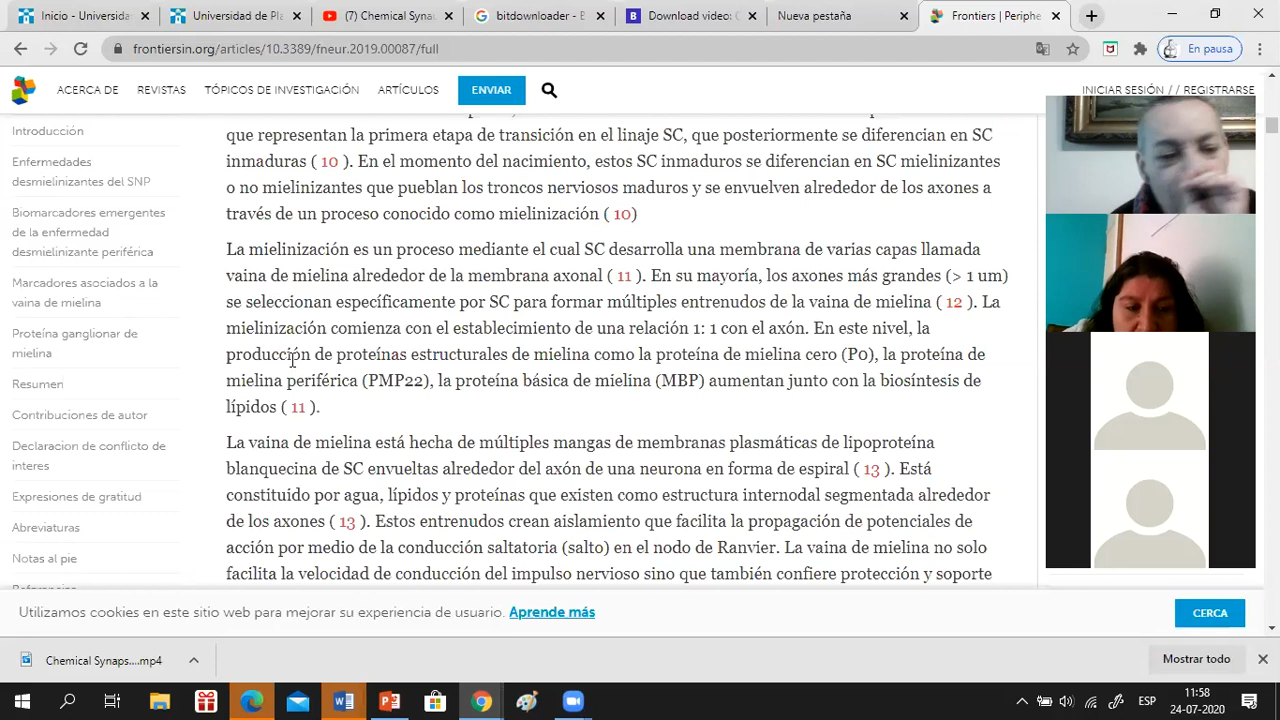 Inicio - Universidad
Universidad de Pla
(7) Chemical Syna
bitdownloader - B
Download video: C
Nueva pestaña
Frontiers | Periphe
frontiersin.org/articles/10.3389/fneur.2019.00087/full
En pausa
ACERCA DE REVISTAS TÓPICOS DE INVESTIGACIÓN ARTÍCULOS ENVIAR
INICIAR SESIÓN / / REGISTRARSE
Introducción
Enfermedades
desmielinizantes del SNP
Biomarcadores emergentes
de la enfermedad
desmielinizante periférica
Marcadores asociados a la
vaina de mielina
Proteína ganglionar de
mielina
Resumen
Contribuciones de autor
Declaracion de conflicto de
interes
Expresiones de gratitud
Abreviaturas
Notas al pie
que representan la primera etapa de transición en el linaje SC, que posteriormente se diferencian en SC
inmaduras ( 10 ). En el momento del nacimiento, estos SC inmaduros se diferencian en SC mielinizantes
o no mielinizantes que pueblan los troncos nerviosos maduros y se envuelven alrededor de los axones a
través de un proceso conocido como mielinización ( 10)
La mielinización es un proceso mediante el cual SC desarrolla una membrana de varias capas llamada
vaina de mielina alrededor de la membrana axonal ( 11 ). En su mayoría, los axones más grandes (> 1 um)
se seleccionan específicamente por SC para formar múltiples entrenudos de la vaina de mielina ( 12 ). La
mielinización comienza con el establecimiento de una relación 1: 1 con el axón. En este nivel, la
producción de proteínas estructurales de mielina como la proteína de mielina cero (P0), la proteína de
mielina periférica (PMP22), la proteína básica de mielina (MBP) aumentan junto con la biosíntesis de
lípidos ( 11 ).
La vaina de mielina está hecha de múltiples mangas de membranas plasmáticas de lipoproteína
blanquecina de SC envueltas alrededor del axón de una neurona en forma de espiral ( 13 ). Está
constituido por agua, lípidos y proteínas que existen como estructura internodal segmentada alrededor
de los axones ( 13 ). Estos entrenudos crean aislamiento que facilita la propagación de potenciales de
acción por medio de la conducción saltatoria (salto) en el nodo de Ranvier. La vaina de mielina no solo
facilita la velocidad de conducción del impulso nervioso sino que también confiere protección y soporte
Utilizamos cookies en este sitio web para mejorar su experiencia de usuario. Aprende más
CERCA
Chemical Synaps....mp4
Mostrar todo
ESP
11:58
24-07-2020